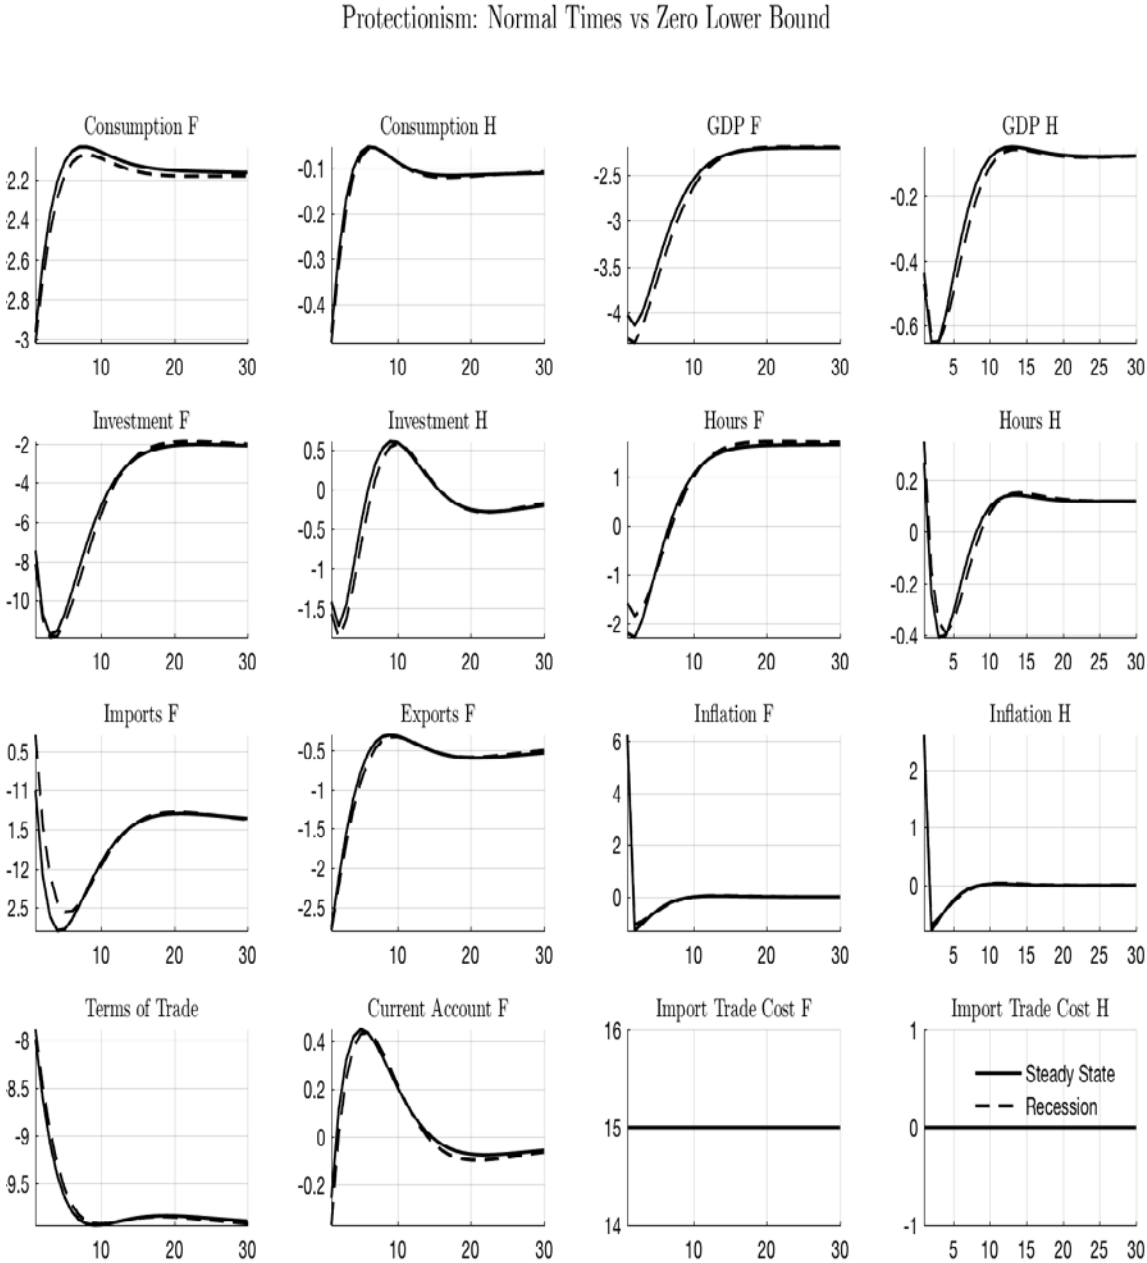 Protectionism: Normal Times vs Zero Lower Bound
Consumption F
2.2
2.4
2.6
2.8
-3
10 20 30
Consumption H
-0.1
-0.2
-0.3
-0.4
10 20 30
GDP F
-2.5
-3
-3.5
-4
10 20 30
GDP H
-0.2
-0.4
-0.6
5 10 15 20 25 30
Investment F
-2
-4
-6
-8
-10
10 20 30
Investment H
0.5
0
-0.5
-1
-1.5
10 20 30
Hours F
1
0
-1
-2
10 20 30
Hours H
0.2
0
-0.2
-0.4
5 10 15 20 25 30
Imports F
0.5
-11
1.5
-12
2.5
10 20 30
Exports F
-0.5
-1
-1.5
-2
-2.5
10 20 30
Inflation F
6
4
2
0
10 20 30
Inflation H
2
1
0
5 10 15 20 25 30
Terms of Trade
-8
8.5
-9
9.5
10 20 30
Current Account F
0.4
0.2
0
-0.2
10 20 30
Import Trade Cost F
16
15
14
10 20 30
Import Trade Cost H
1
0
-1
5 10 15 20 25 30
Steady State
Recession